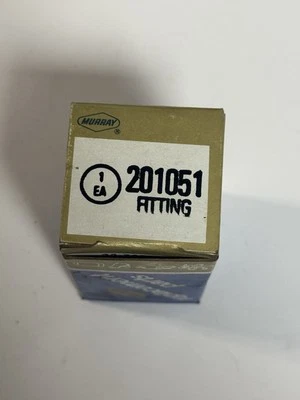 MURRAY
®
1
EA
201051
FITTING